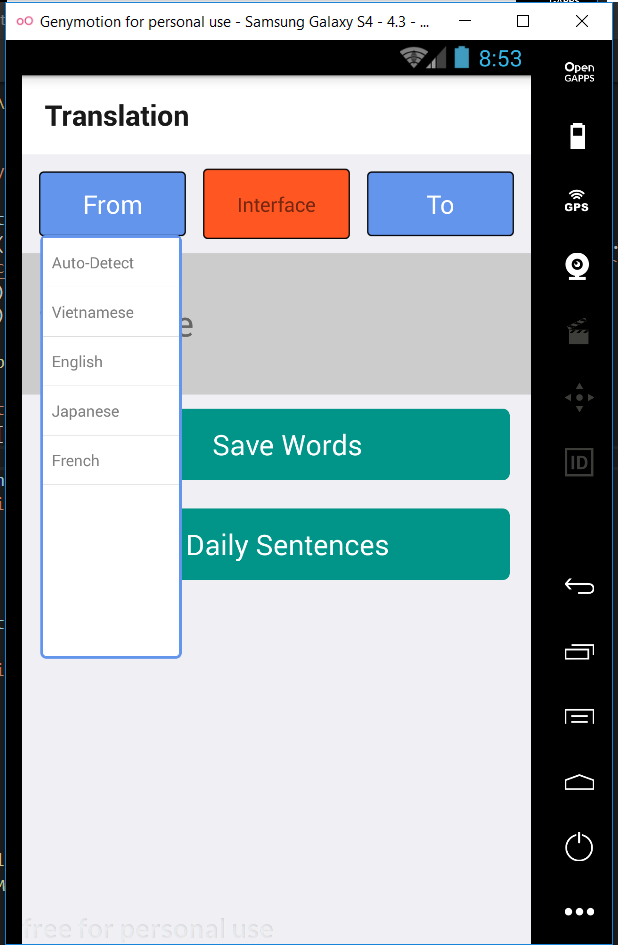 Genymotion for personal use - Samsung Galaxy S4 - 4.3 - ...
8:53
Open
GAPPS
Translation
From
Interface
To
GPS
Auto-Detect
Vietnamese
English
Japanese
French
e
Save Words
Daily Sentences
ID
free for personal use